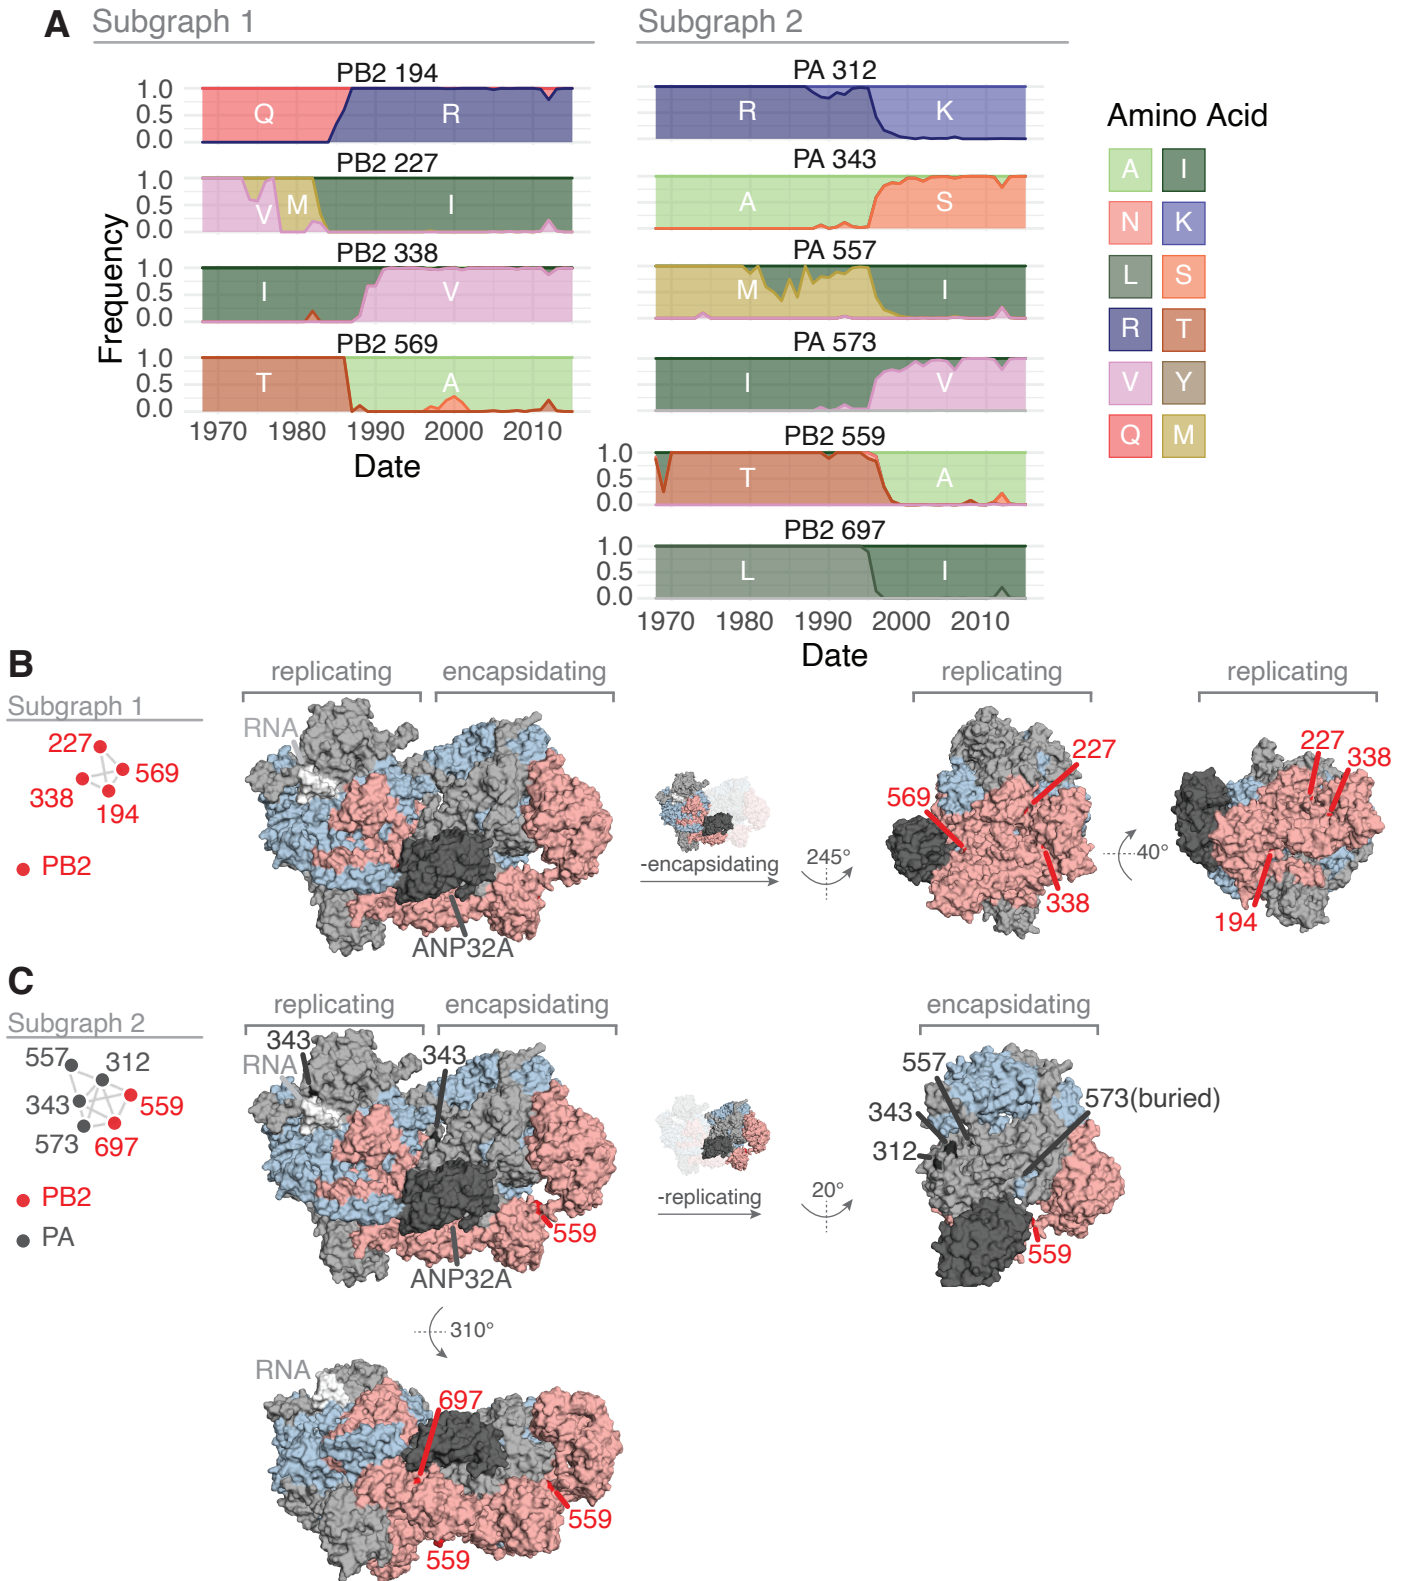 A
Subgraph 1
Subgraph 2
PB2 194
1.0
0.5
0.0
Q
R
PB2 227
1.0
0.5
0.0
V
M
I
PB2 338
1.0
0.5
0.0
I
V
PB2 569
1.0
0.5
0.0
T
A
1970 1980 1990 2000 2010
Date
Frequency
PA 312
R
K
PA 343
A
S
PA 557
M
I
PA 573
I
V
PB2 559
1.0
0.5
0.0
T
A
PB2 697
1.0
0.5
0.0
L
I
1970 1980 1990 2000 2010
Date
Amino Acid
A I
N K
L S
R T
V Y
Q M
B
Subgraph 1
227
569
338
194
PB2
replicating
encapsidating
RNA
ANP32A
-encapsidating
245°
replicating
227
569
338
40°
replicating
227
338
194
C
Subgraph 2
557
312
343
559
573
697
PB2
PA
replicating
encapsidating
343
RNA
343
559
ANP32A
-replicating
20°
encapsidating
557
343
312
573(buried)
559
310°
RNA
697
559
559